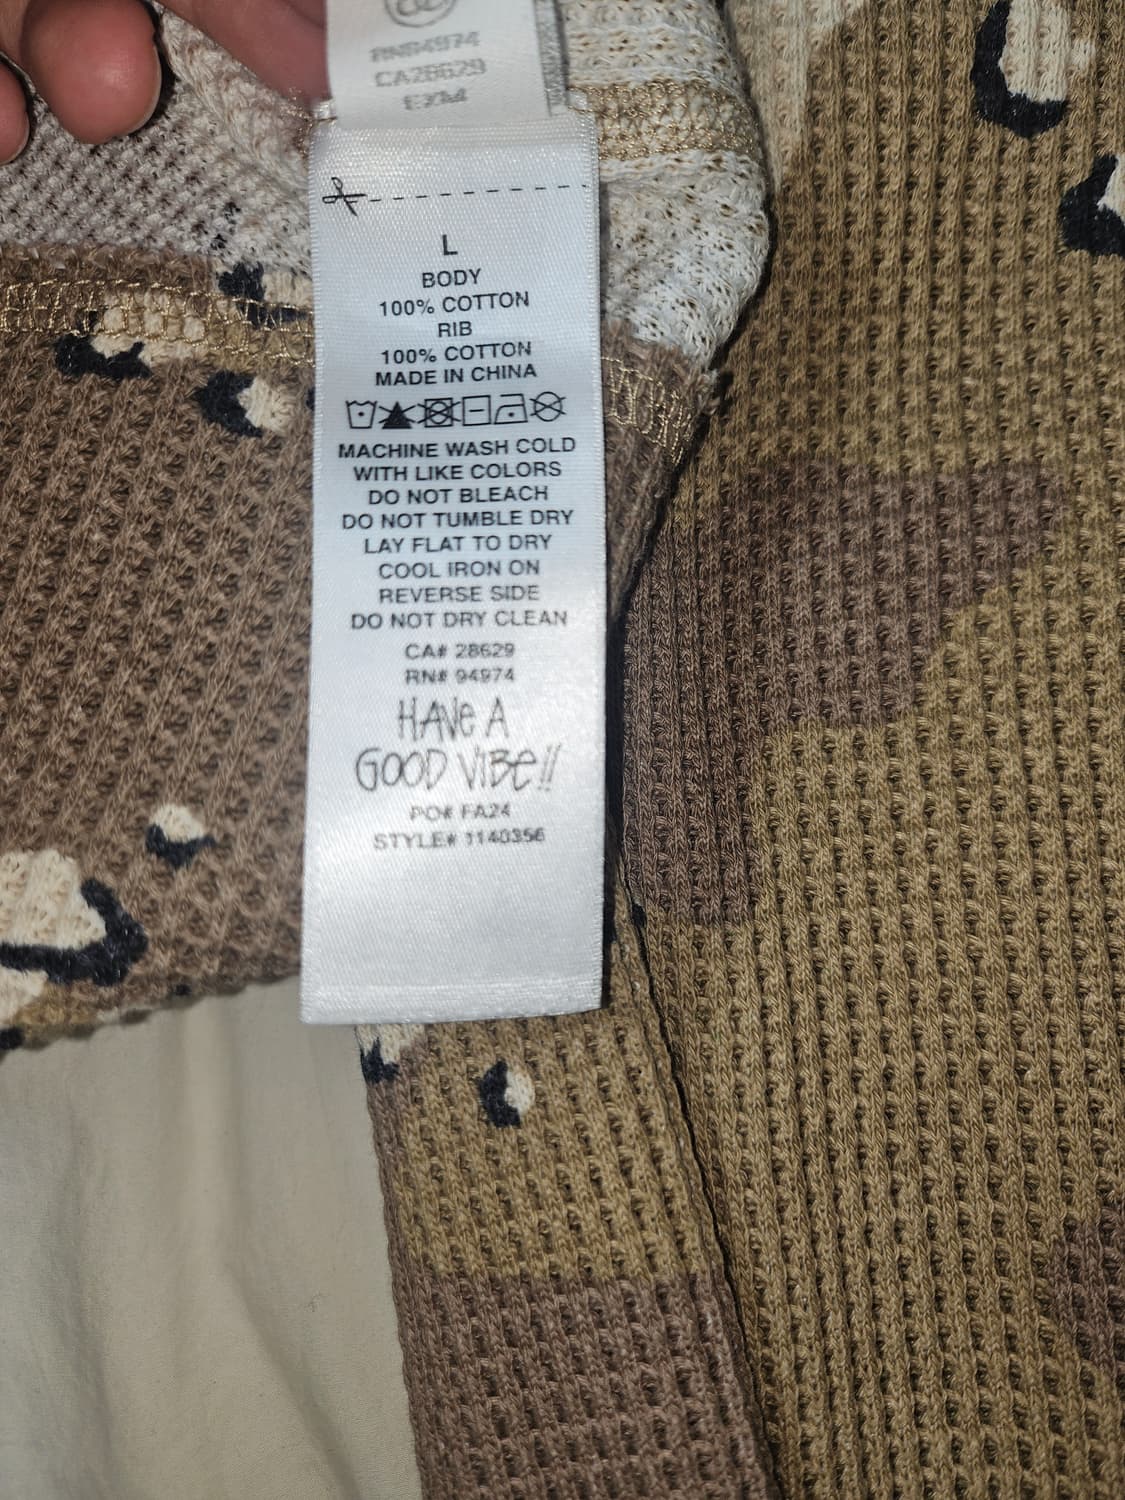 RN94974
CA28629
L
BODY
100% COTTON
RIB
100% COTTON
MADE IN CHINA
MACHINE WASH COLD
WITH LIKE COLORS
DO NOT BLEACH
DO NOT TUMBLE DRY
LAY FLAT TO DRY
COOL IRON ON
REVERSE SIDE
DO NOT DRY CLEAN
CA# 28629
RN# 94974
HAVE A
GOOD VIBE!!
PO# FA24
STYLE# 1140356